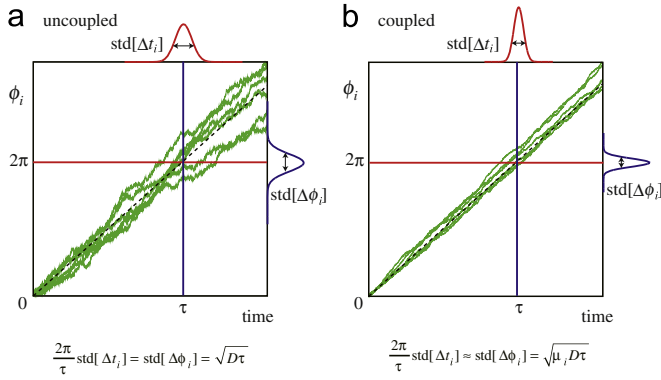 a uncoupled
std[Δt_i]
ϕ_i
2π
std[Δϕ_i]
0
τ
time
2π/τ std[Δt_i] = std[Δϕ_i] = √Dτ
b coupled
std[Δt_i]
ϕ_i
2π
std[Δϕ_i]
0
τ
time
2π/τ std[Δt_i] ≈ std[Δϕ_i] = √μ_i Dτ